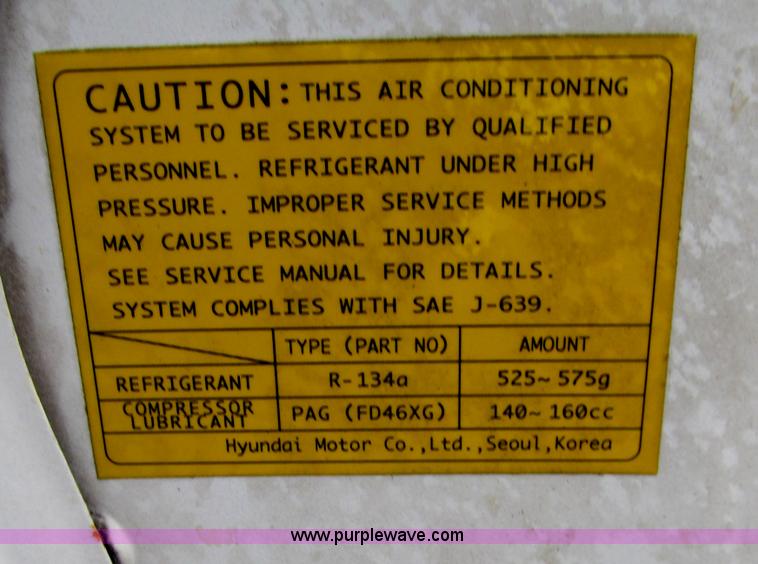 CAUTION: THIS AIR CONDITIONING
SYSTEM TO BE SERVICED BY QUALIFIED
PERSONNEL. REFRIGERANT UNDER HIGH
PRESSURE. IMPROPER SERVICE METHODS
MAY CAUSE PERSONAL INJURY.
SEE SERVICE MANUAL FOR DETAILS.
SYSTEM COMPLIES WITH SAE J-639.
TYPE (PART NO) AMOUNT
REFRIGERANT R-134a 525~575g
COMPRESSOR LUBRICANT PAG (FD46XG) 140~160cc
Hyundai Motor Co.,Ltd.,Seoul,Korea
www.purplewave.com